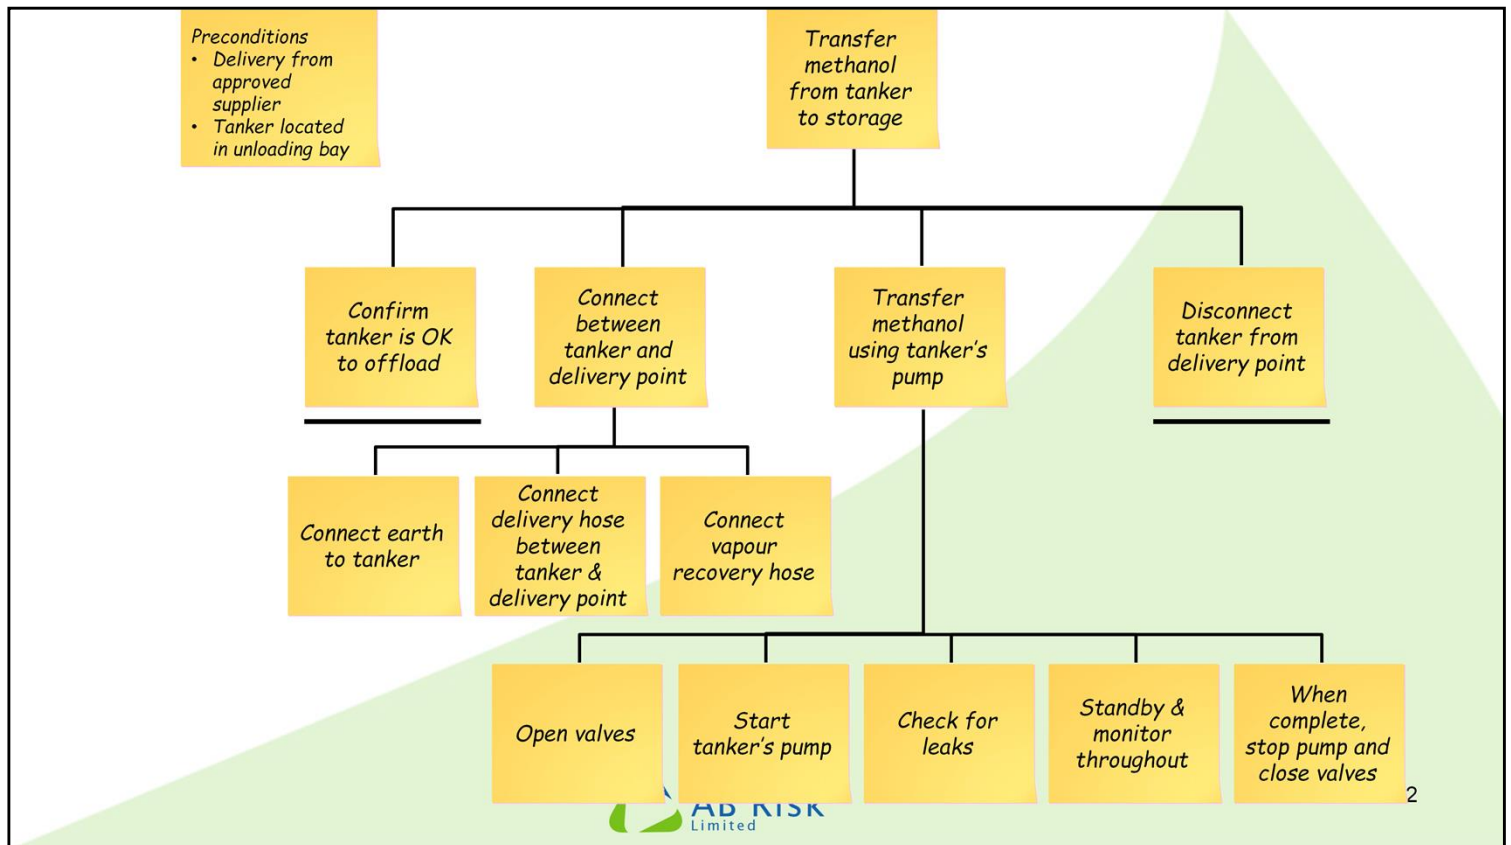 Preconditions
• Delivery from
approved
supplier
• Tanker located
in unloading bay
Transfer
methanol
from tanker
to storage
Confirm
tanker is OK
to offload
Connect
between
tanker and
delivery point
Transfer
methanol
using tanker's
pump
Disconnect
tanker from
delivery point
Connect earth
to tanker
Connect
delivery hose
between
tanker &
delivery point
Connect
vapour
recovery hose
Open valves
Start
tanker's pump
Check for
leaks
Standby &
monitor
throughout
When
complete,
stop pump and
close valves
AB RISK
Limited
2